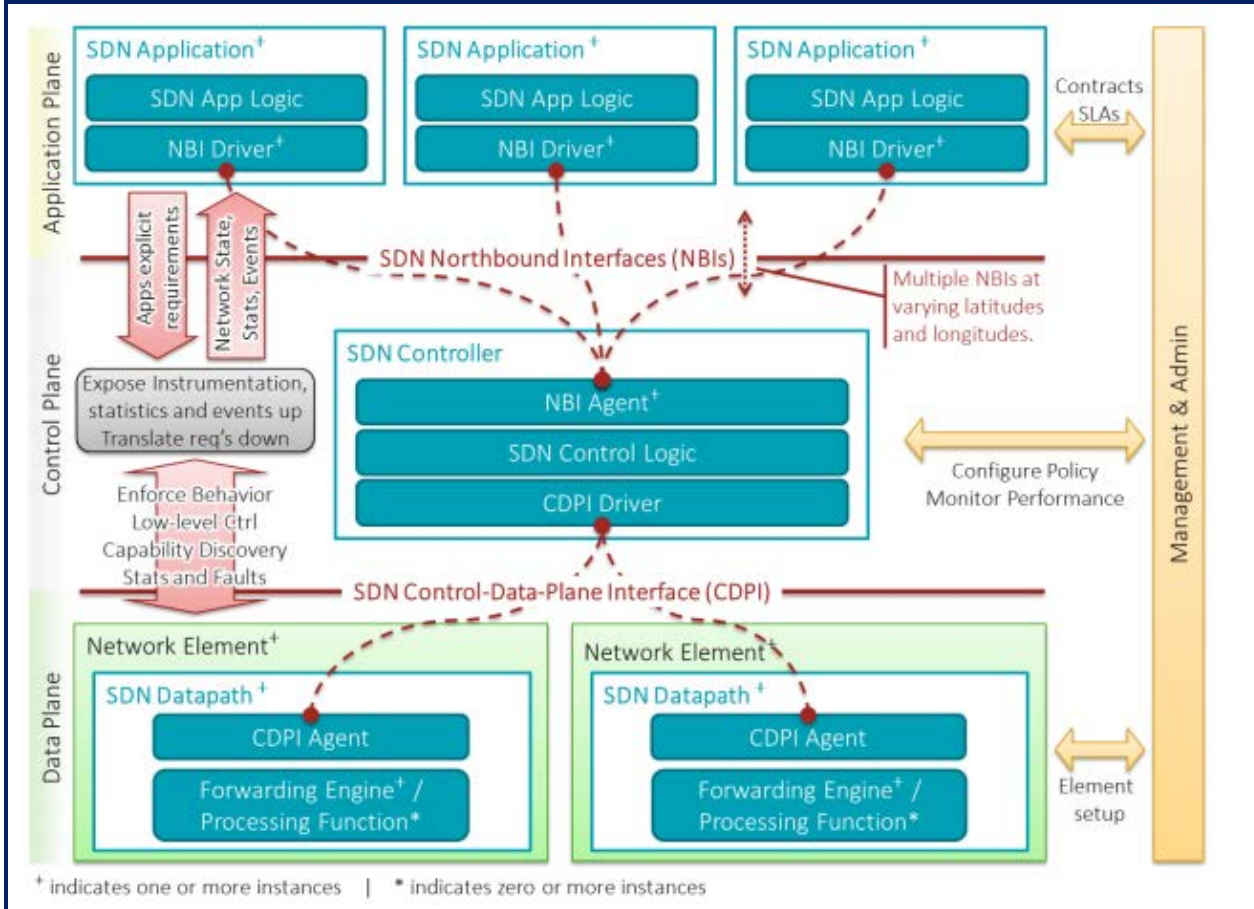 Application Plane
SDN Application+
SDN App Logic
NBI Driver+
SDN Application+
SDN App Logic
NBI Driver+
SDN Application+
SDN App Logic
NBI Driver+
Contracts
SLAs
Apps explicit
requirements
Network State,
Stats, Events
SDN Northbound Interfaces (NBIs)
Multiple NBIs at
varying latitudes
and longitudes.
Control Plane
Expose Instrumentation,
statistics and events up
Translate req's down
SDN Controller
NBI Agent+
SDN Control Logic
CDPI Driver
Configure Policy
Monitor Performance
Management & Admin
Enforce Behavior
Low-level Ctrl
Capability Discovery
Stats and Faults
SDN Control-Data-Plane Interface (CDPI)
Data Plane
Network Element+
SDN Datapath +
CDPI Agent
Forwarding Engine+ /
Processing Function*
Network Element+
SDN Datapath +
CDPI Agent
Forwarding Engine+ /
Processing Function*
Element
setup
+ indicates one or more instances | * indicates zero or more instances